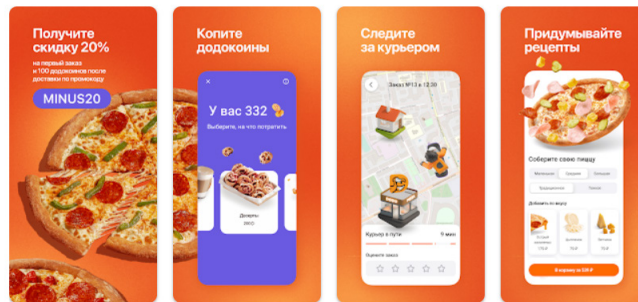 Получите
скидку 20%
на первый заказ
и 100 додокоинов после
доставки по промокоду
MINUS20
Копите
додокоины
У вас 332
Выберите, на что потратить
Десерты
Следите
за курьером
Заказ №13 к 12:30
Курьер в пути
9 мин
Оцените заказ
Придумывайте
рецепты
Соберите свою пиццу
Маленькая
Средняя
Большая
Традиционное
Тонкое
Добавить по вкусу